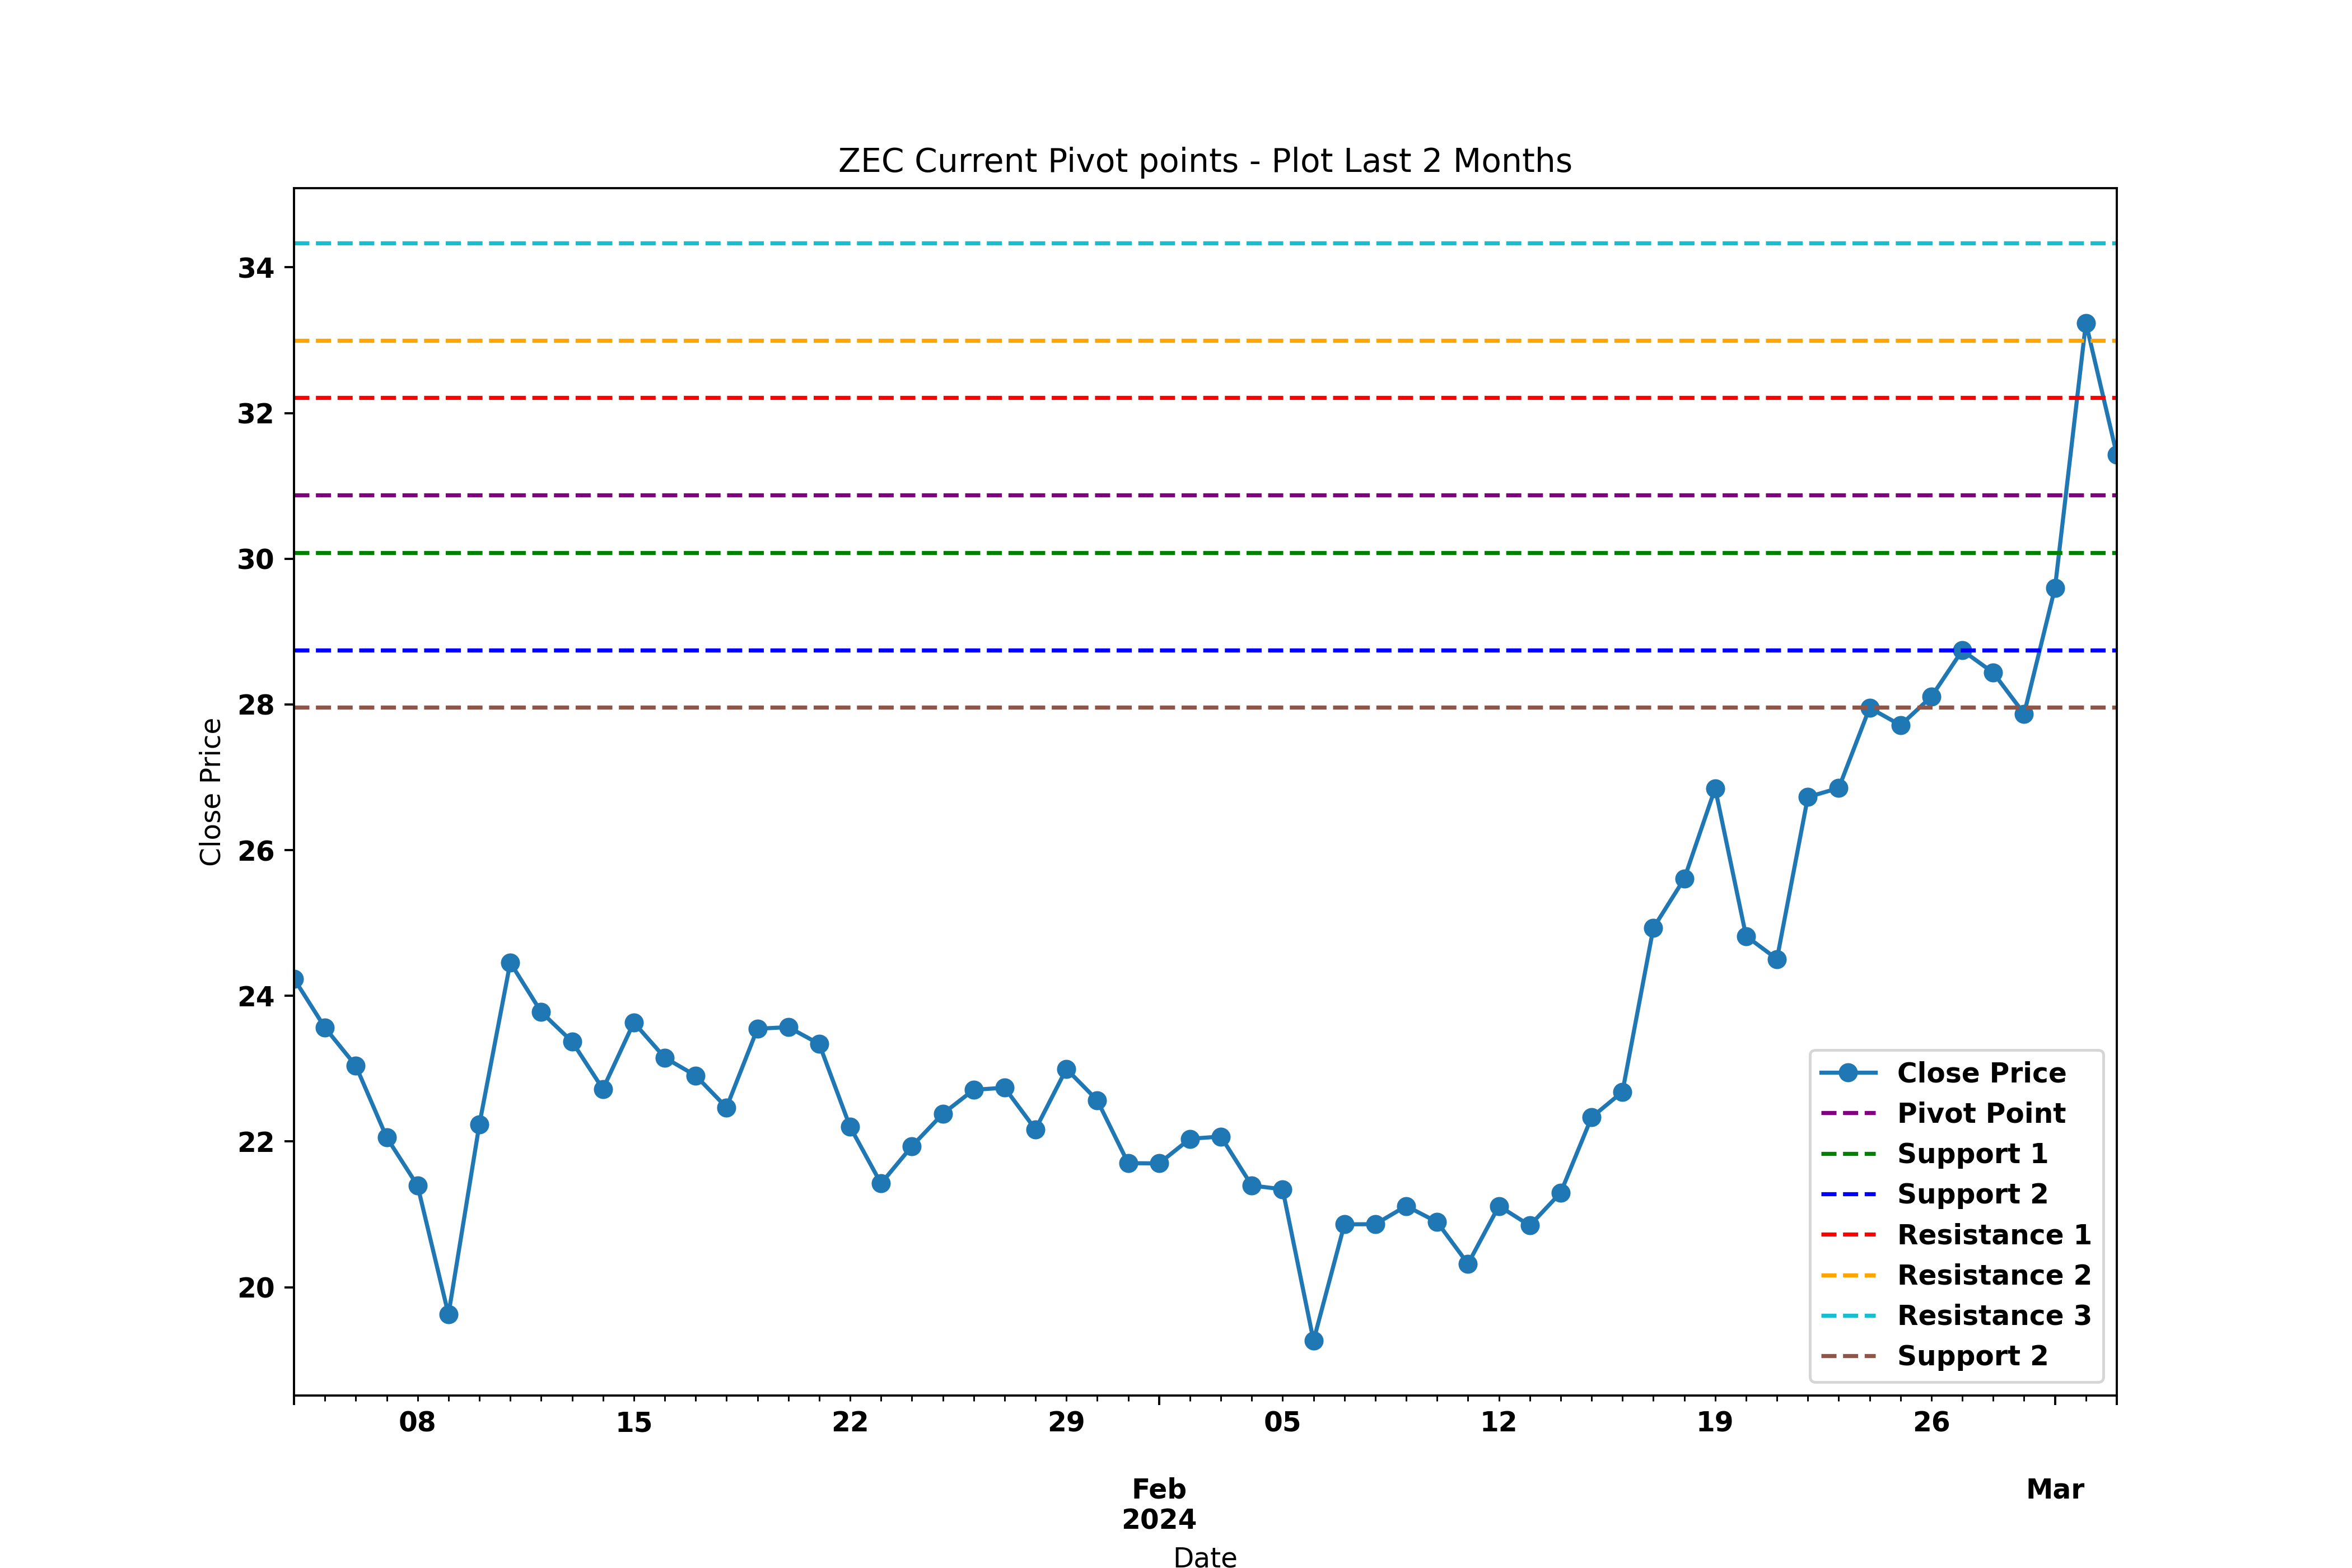 ZEC Current Pivot points - Plot Last 2 Months
34
32
30
28
26
24
22
20
Close Price
Close Price
Pivot Point
Support 1
Support 2
Resistance 1
Resistance 2
Resistance 3
Support 2
08 15 22 29 05 12 19 26
Feb Mar
2024
Date